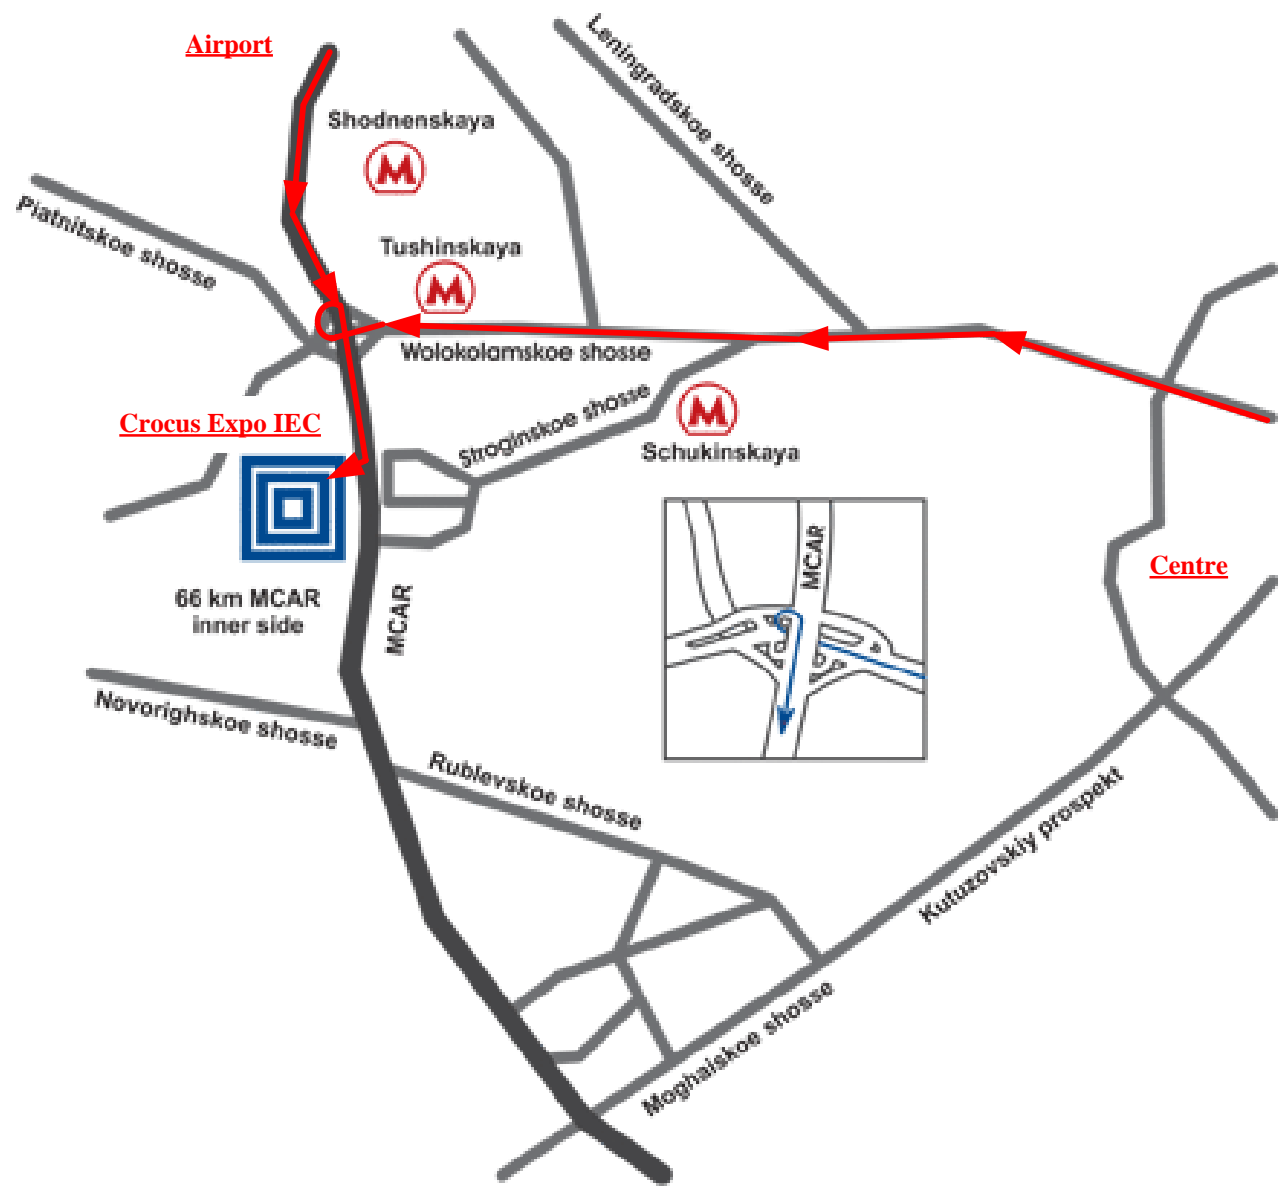 Airport
Leningradskoe shosse
Shodnenskaya
M
Piatnitskoe shosse
Tushinskaya
M
Wolokolamskoe shosse
Stroginskoe shosse
M
Schukinskaya
Crocus Expo IEC
MCAR
Centre
66 km MCAR
inner side
MCAR
Novorighskoe shosse
Rublevskoe shosse
Kutuzovskiy prospekt
Moghaiskoe shosse